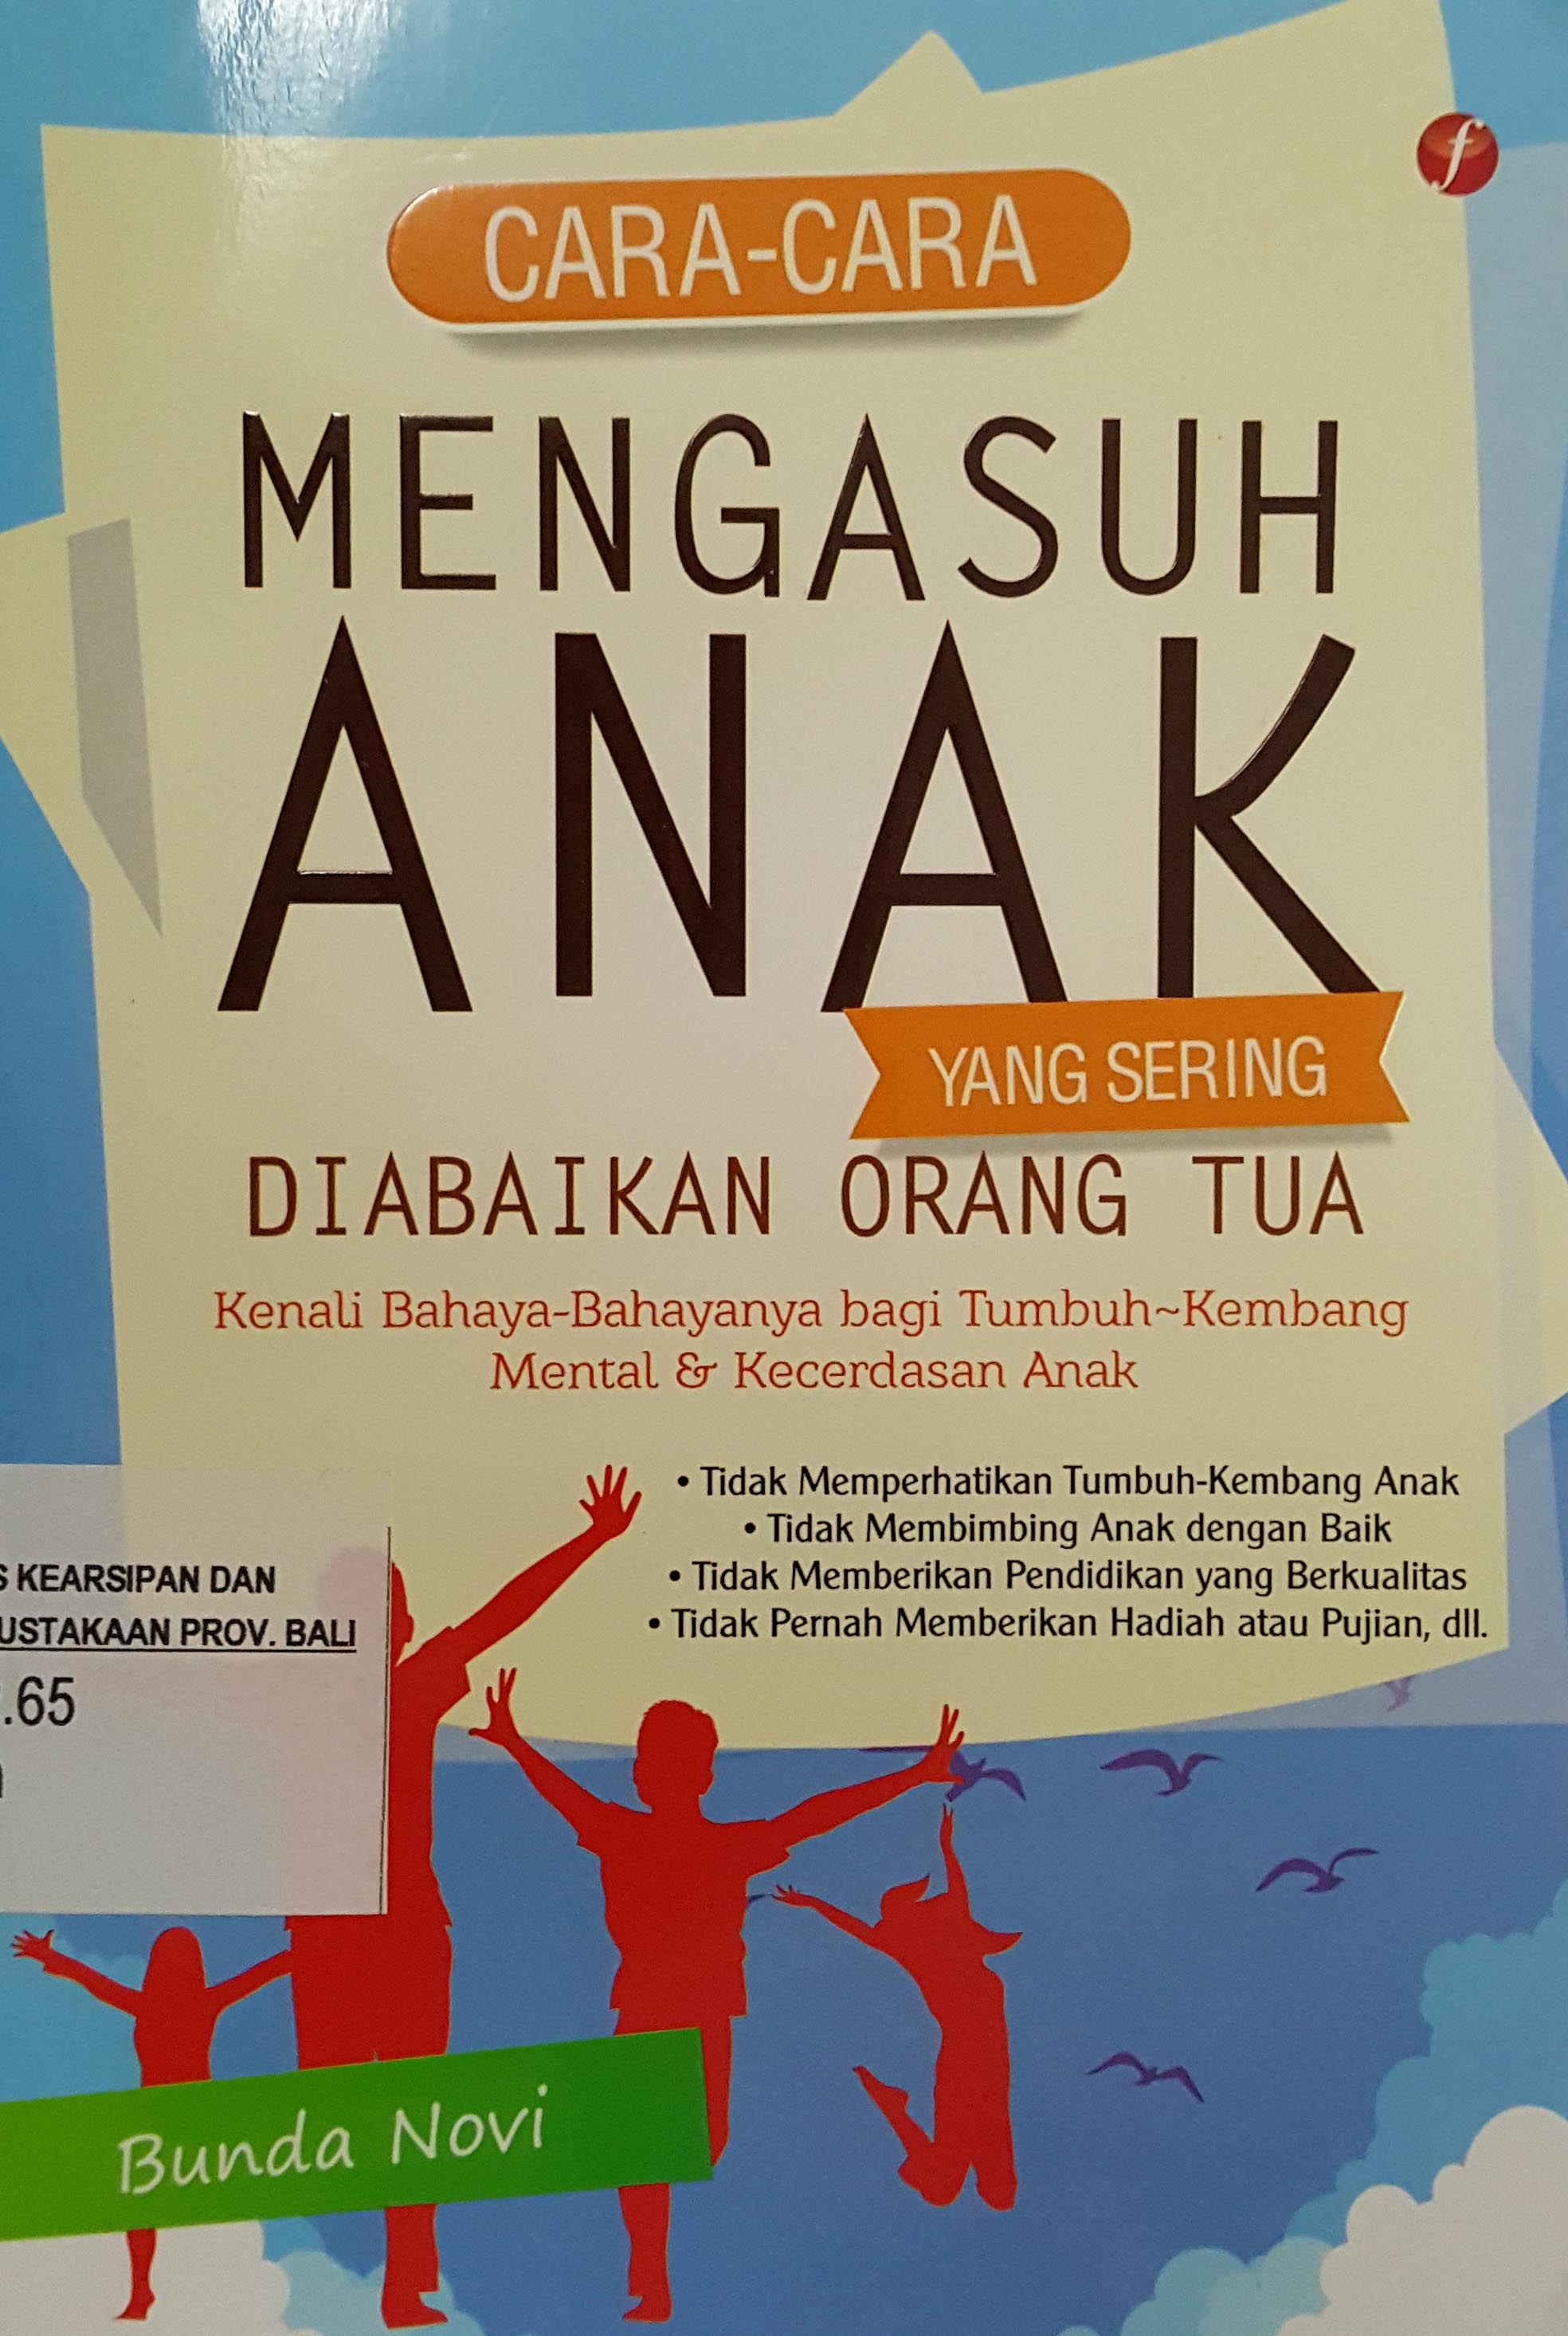 f
CARA-CARA
MENGASUH
ANAK
YANG SERING
DIABAIKAN ORANG TUA
Kenali Bahaya-Bahayanya bagi Tumbuh~Kembang
Mental & Kecerdasan Anak
• Tidak Memperhatikan Tumbuh-Kembang Anak
• Tidak Membimbing Anak dengan Baik
• Tidak Memberikan Pendidikan yang Berkualitas
• Tidak Pernah Memberikan Hadiah atau Pujian, dll.
S KEARSIPAN DAN
USTAKAAN PROV. BALI
.65
Bunda Novi